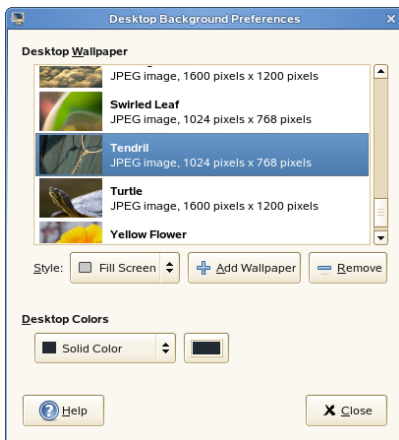 Desktop Background Preferences
Desktop Wallpaper
JPEG image, 1600 pixels x 1200 pixels
Swirled Leaf
JPEG image, 1024 pixels x 768 pixels
Tendril
JPEG image, 1024 pixels x 768 pixels
Turtle
JPEG image, 1600 pixels x 1200 pixels
Yellow Flower
Style: Fill Screen Add Wallpaper Remove
Desktop Colors
Solid Color
Help Close